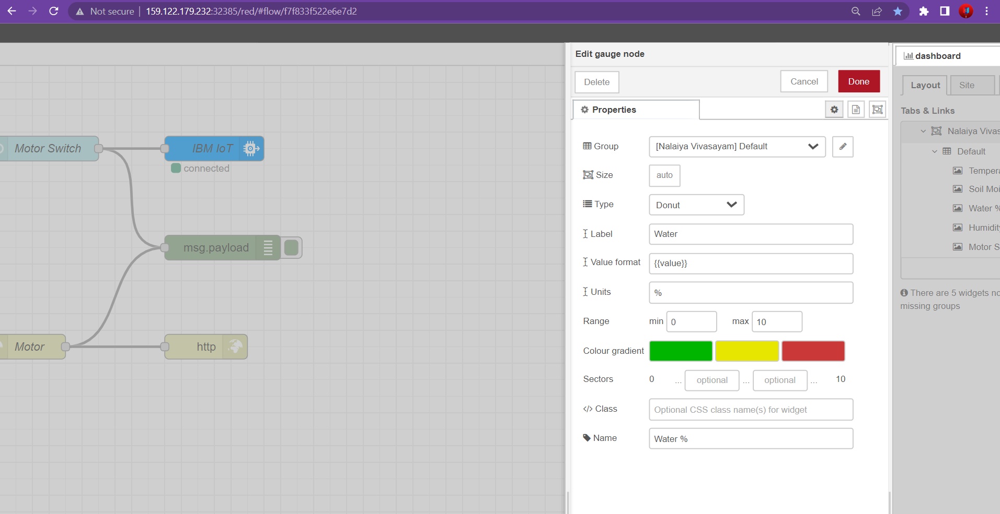 Not secure | 159.122.179.232:32385/red/#flow/f7f833f522e6e7d2
Edit gauge node
Delete Cancel Done
Properties
Group [Nalaiya Vivasayam] Default
Size auto
Type Donut
Label Water
Value format {{value}}
Units %
Range min 0 max 10
Colour gradient
Sectors 0 ... optional ... optional ... 10
</> Class Optional CSS class name(s) for widget
Name Water %
Motor Switch
IBM IoT
connected
msg.payload
Motor
http
dashboard
Layout Site
Tabs & Links
Nalaiya Vivas
Default
Tempera
Soil Moi
Water %
Humidity
Motor S
There are 5 widgets no
missing groups